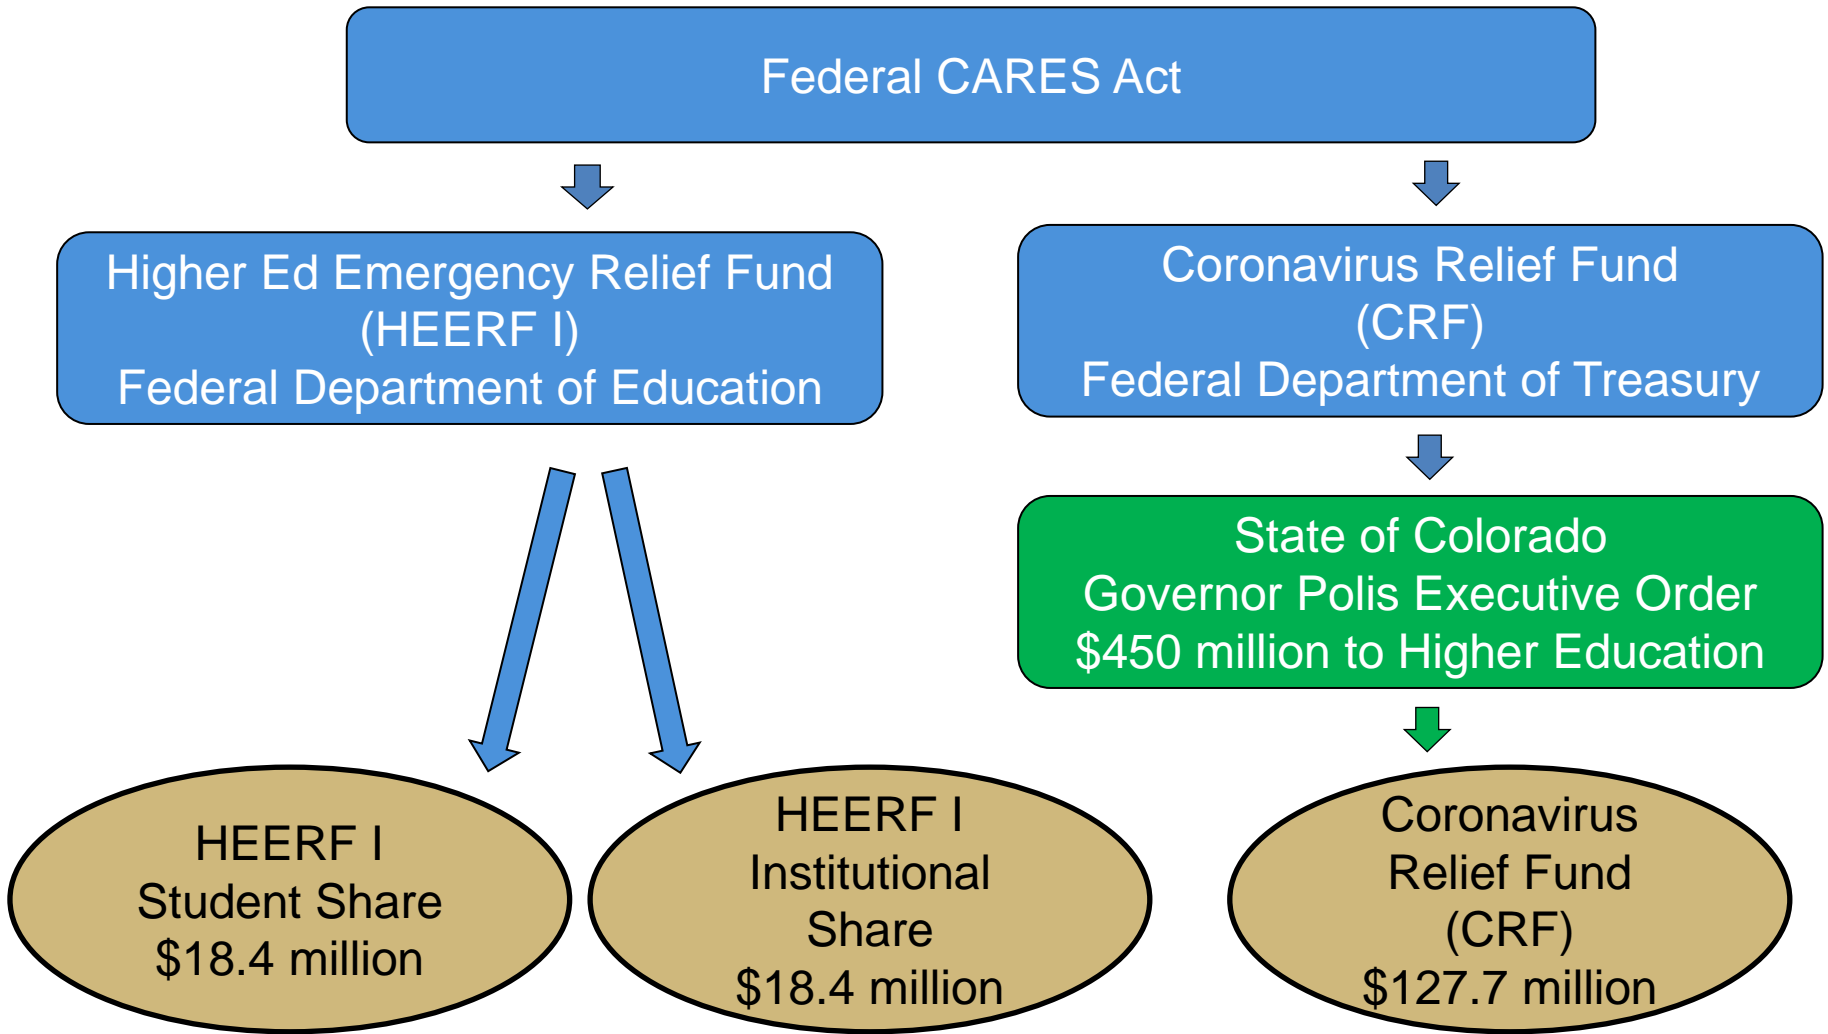 Federal CARES Act
Higher Ed Emergency Relief Fund
(HEERF I)
Federal Department of Education
Coronavirus Relief Fund
(CRF)
Federal Department of Treasury
State of Colorado
Governor Polis Executive Order
$450 million to Higher Education
HEERF I
Student Share
$18.4 million
HEERF I
Institutional
Share
$18.4 million
Coronavirus
Relief Fund
(CRF)
$127.7 million